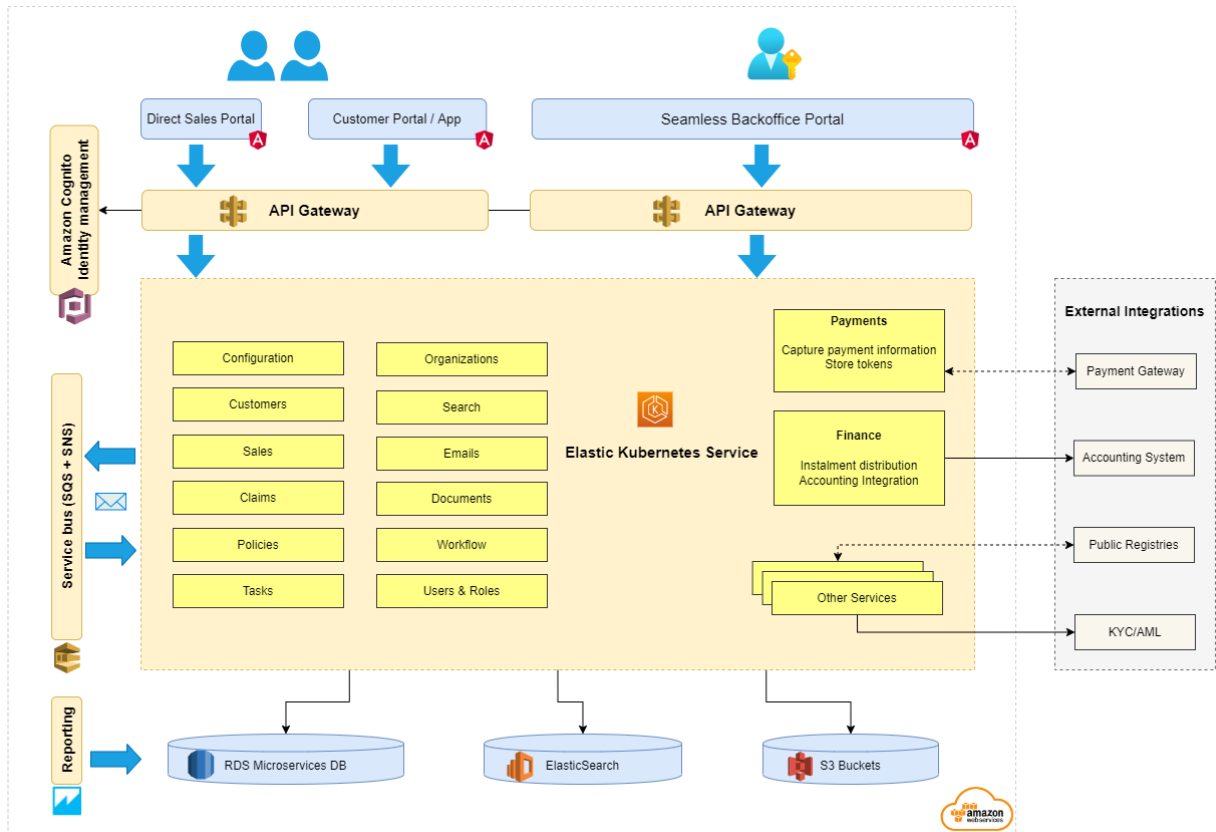 Direct Sales Portal
Customer Portal / App
Seamless Backoffice Portal
Amazon Cognito
Identity management
API Gateway
API Gateway
External Integrations
Payments
Capture payment information
Store tokens
Configuration
Organizations
Payment Gateway
Customers
Search
Service bus (SQS + SNS)
Sales
Emails
Elastic Kubernetes Service
Finance
Instalment distribution
Accounting Integration
Accounting System
Claims
Documents
Policies
Workflow
Public Registries
Tasks
Users & Roles
Other Services
KYC/AML
Reporting
RDS Microservices DB
ElasticSearch
S3 Buckets
amazon
webservices